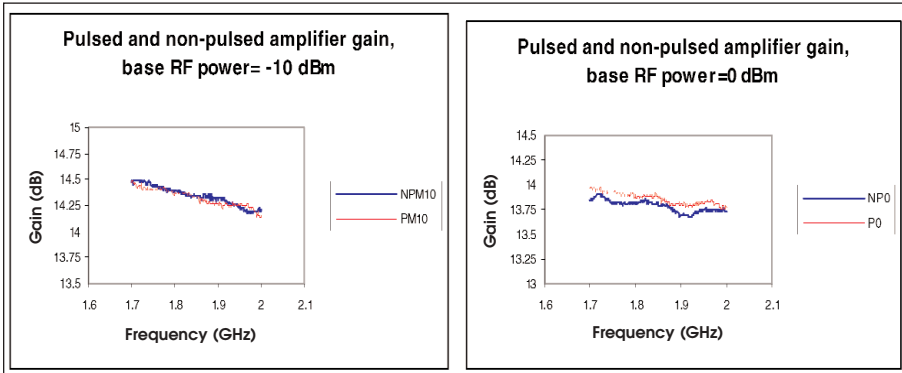 Pulsed and non-pulsed amplifier gain,
base RF power= -10 dBm
15
14.75
14.5
14.25
14
13.75
13.5
Gain (dB)
1.6 1.7 1.8 1.9 2 2.1
Frequency (GHz)
NPM10
PM10
Pulsed and non-pulsed amplifier gain,
base RF power=0 dBm
14.5
14.25
14
13.75
13.5
13.25
13
Gain (dB)
1.6 1.7 1.8 1.9 2 2.1
Frequency (GHz)
NP0
P0